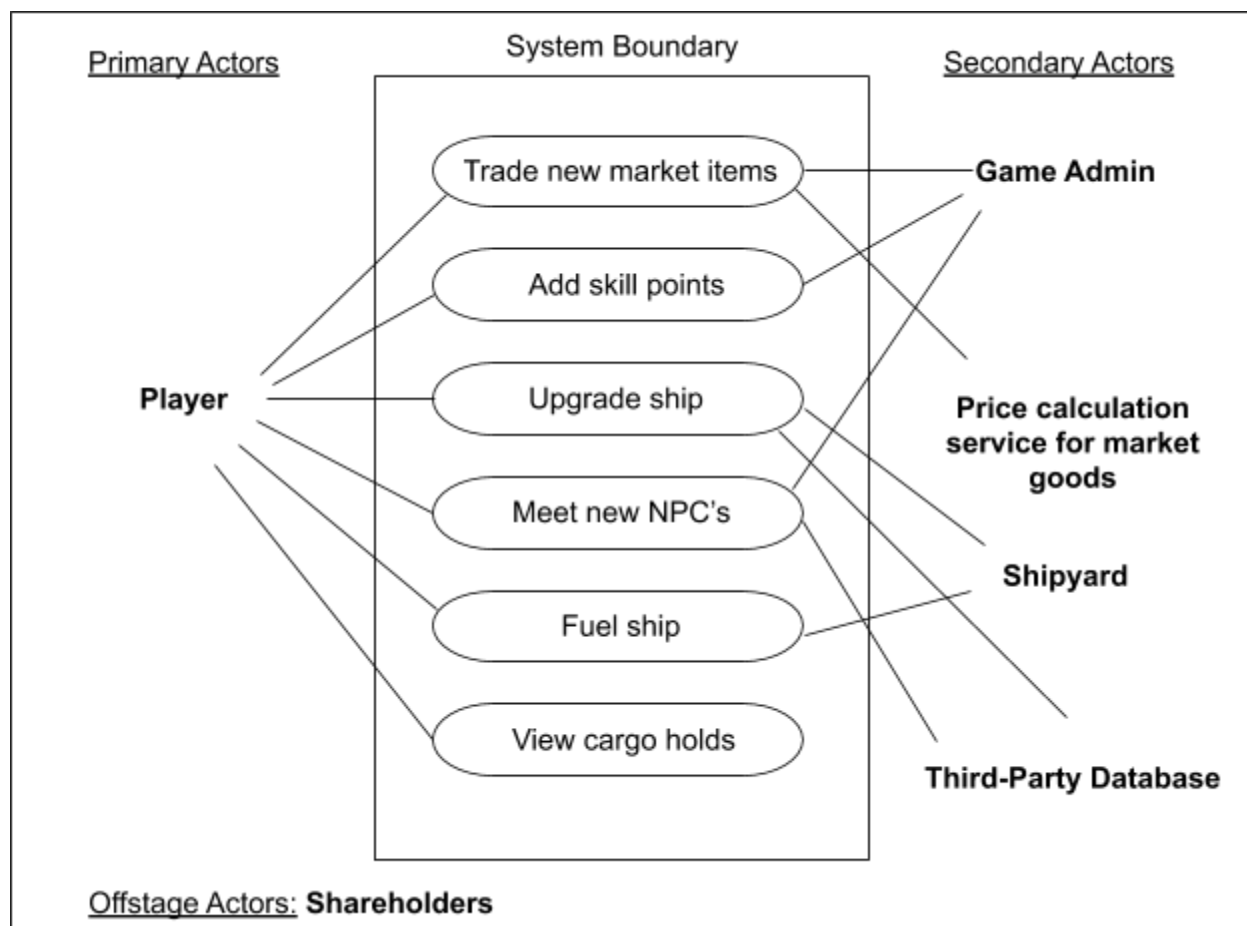 System Boundary
Primary Actors
Secondary Actors
Trade new market items
Game Admin
Add skill points
Player
Upgrade ship
Price calculation
service for market
goods
Meet new NPC's
Shipyard
Fuel ship
View cargo holds
Third-Party Database
Offstage Actors: Shareholders